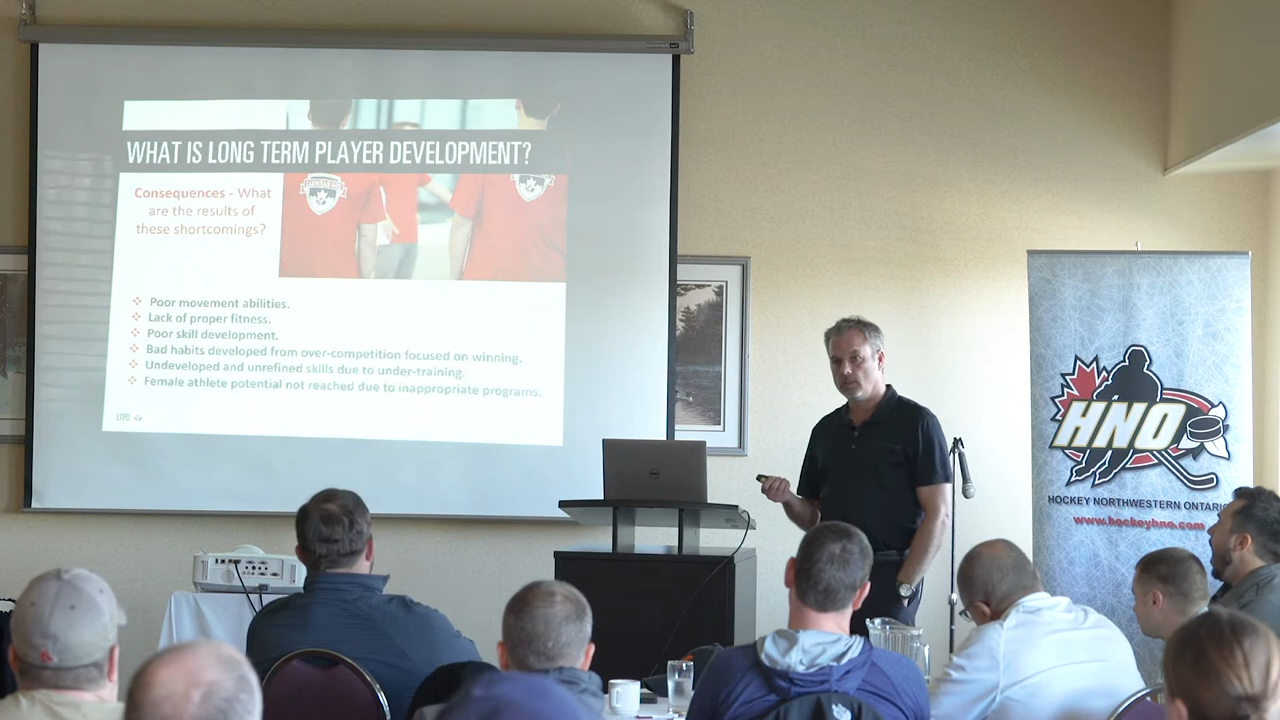 WHAT IS LONG TERM PLAYER DEVELOPMENT?
Consequences - What
are the results of
these shortcomings?
Poor movement abilities.
Lack of proper fitness.
Poor skill development.
Bad habits developed from over-competition focused on winning.
Undeveloped and unrefined skills due to under-training.
Female athlete potential not reached due to inappropriate programs.
LTPD
HNO
HOCKEY NORTHWESTERN ONTARIO
www.hockeyhno.com